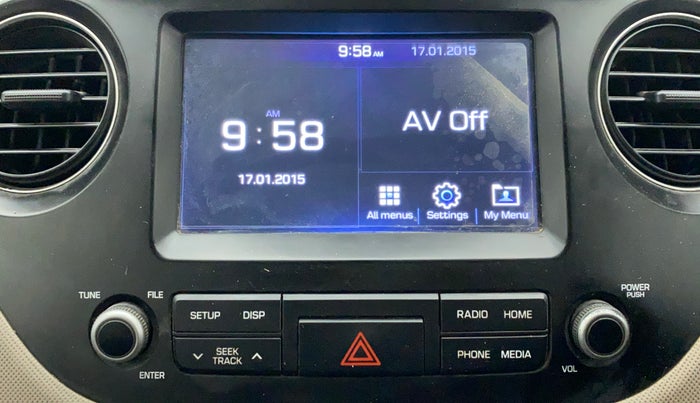 9:58 AM 17.01.2015
AM
9:58
17.01.2015
AV Off
All menus Settings My Menu
TUNE FILE
ENTER
SETUP DISP
SEEK
TRACK
RADIO HOME
PHONE MEDIA
POWER
PUSH
VOL